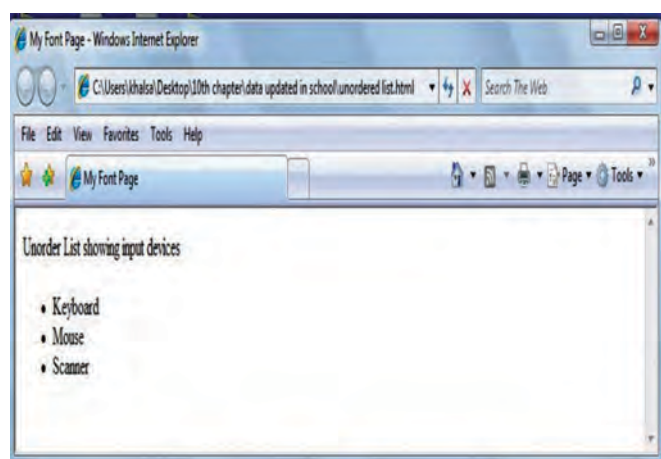 My Font Page - Windows Internet Explorer
C:\Users\khalsa\Desktop\10th chapter\data updated in school\unordered list.html Search The Web
File Edit View Favorites Tools Help
My Font Page Page Tools
Unorder List showing input devices
Keyboard
Mouse
Scanner